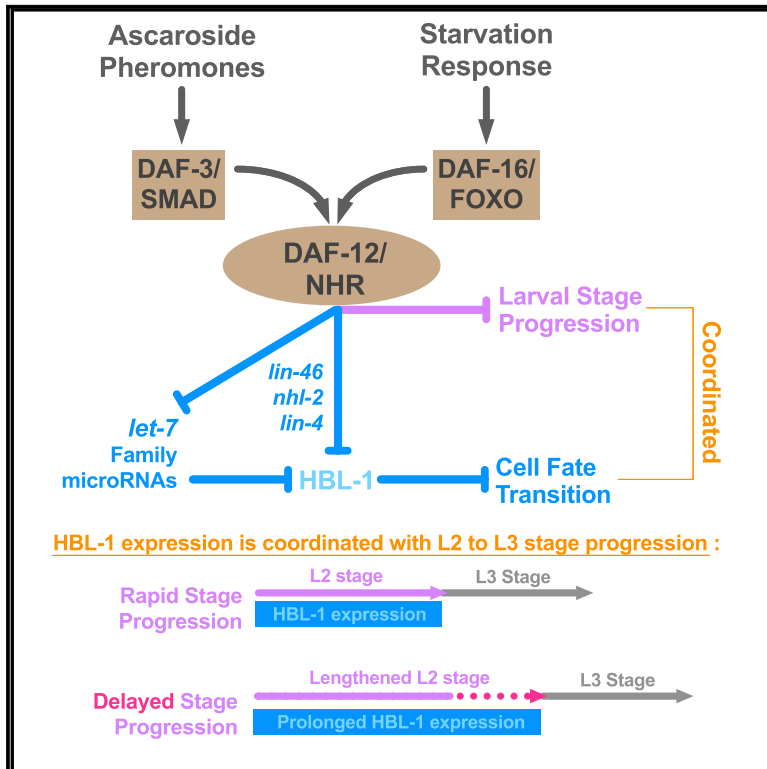 Ascaroside
Pheromones
Starvation
Response
DAF-3/
SMAD
DAF-16/
FOXO
DAF-12/
NHR
Larval Stage
Progression
Coordinated
lin-46
nhl-2
lin-4
let-7
Family
microRNAs
HBL-1
Cell Fate
Transition
HBL-1 expression is coordinated with L2 to L3 stage progression :
Rapid Stage
Progression
L2 stage
L3 Stage
HBL-1 expression
Delayed Stage
Progression
Lengthened L2 stage
L3 Stage
Prolonged HBL-1 expression